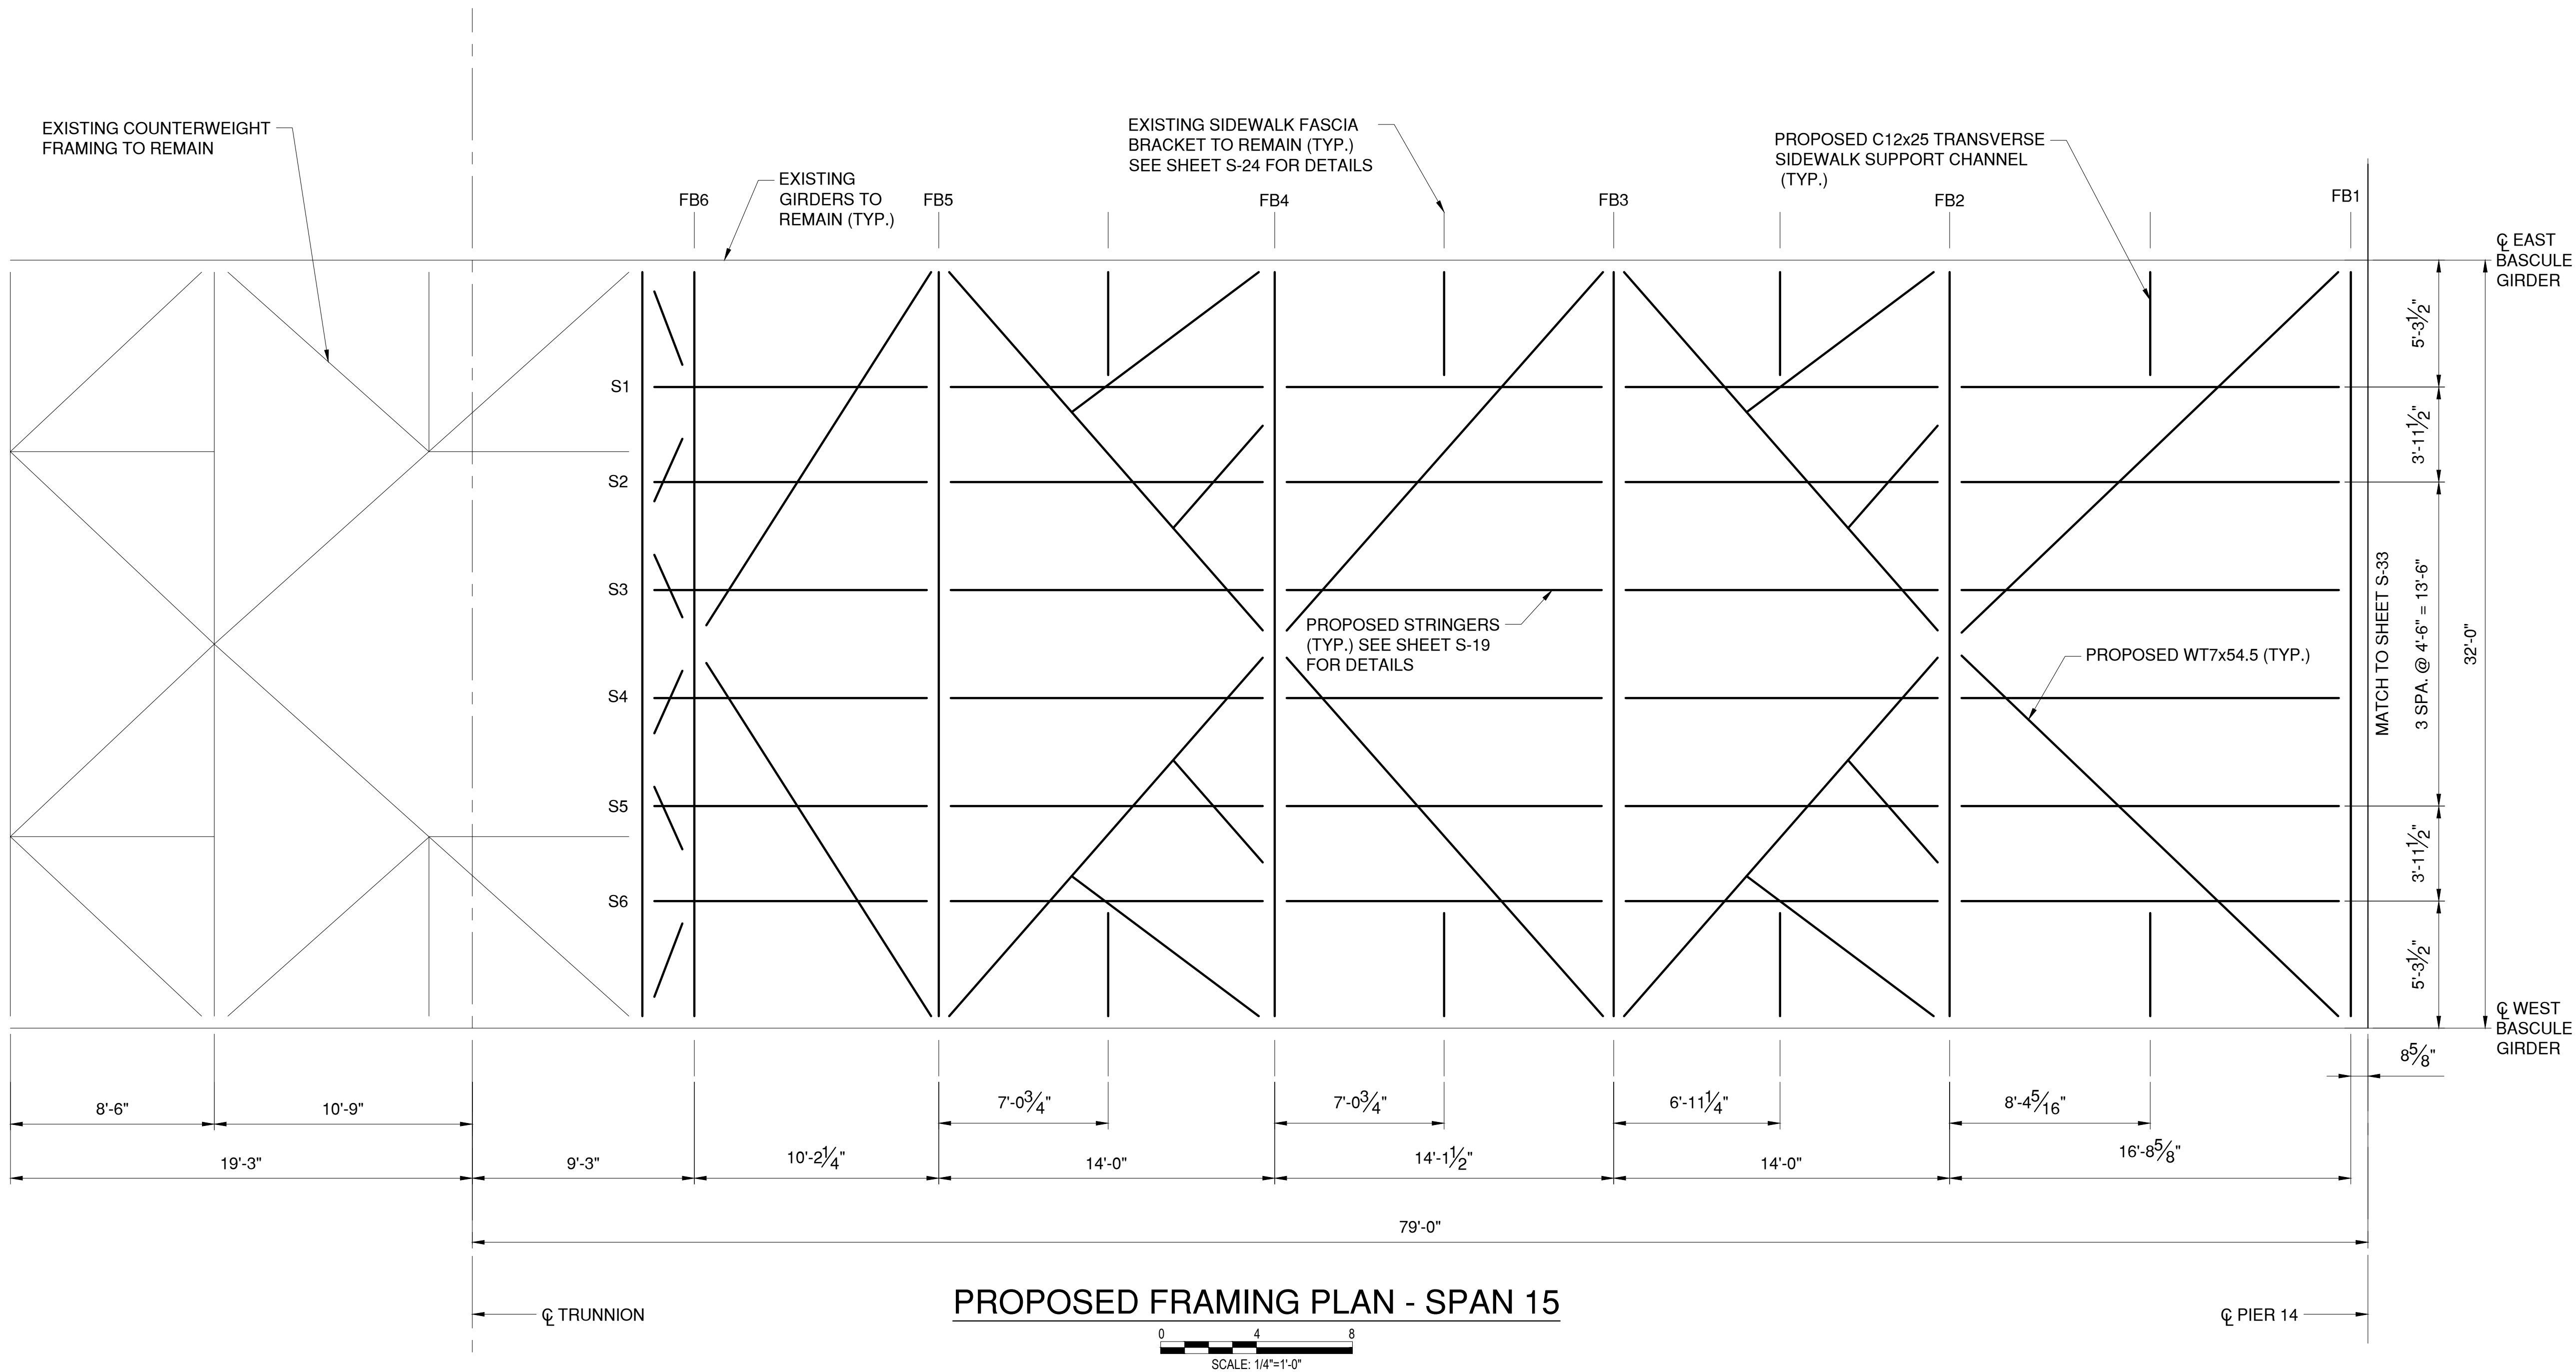 EXISTING COUNTERWEIGHT
FRAMING TO REMAIN
EXISTING
GIRDERS TO
REMAIN (TYP.)
EXISTING SIDEWALK FASCIA
BRACKET TO REMAIN (TYP.)
SEE SHEET S-24 FOR DETAILS
PROPOSED C12x25 TRANSVERSE
SIDEWALK SUPPORT CHANNEL
(TYP.)
FB6
FB5
FB4
FB3
FB2
FB1
℄ EAST
BASCULE
GIRDER
S1
S2
S3
S4
S5
S6
PROPOSED STRINGERS
(TYP.) SEE SHEET S-19
FOR DETAILS
PROPOSED WT7x54.5 (TYP.)
MATCH TO SHEET S-33
5'-3½"
3'-11½"
3 SPA. @ 4'-6" = 13'-6"
3'-11½"
5'-3½"
32'-0"
℄ WEST
BASCULE
GIRDER
8⅝"
8'-6"
10'-9"
7'-0¾"
7'-0¾"
6'-11¼"
8'-45/16"
19'-3"
9'-3"
10'-2¼"
14'-0"
14'-1½"
14'-0"
16'-8⅝"
79'-0"
℄ TRUNNION
℄ PIER 14
PROPOSED FRAMING PLAN - SPAN 15
0 4 8
SCALE: 1/4"=1'-0"